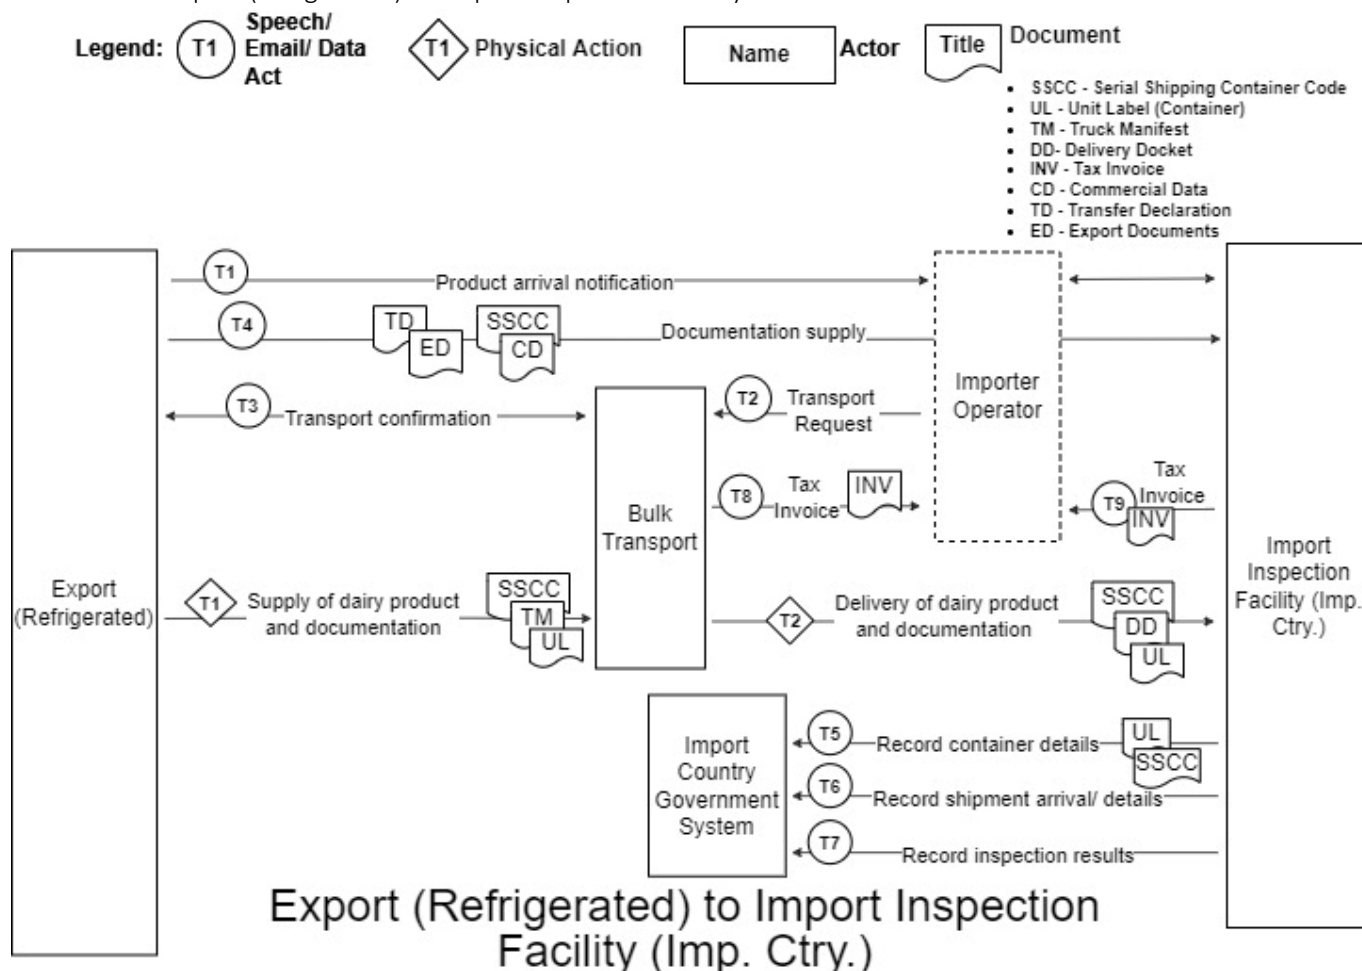 Legend:
T1
Speech/
Email/ Data
Act
T1
Physical Action
Name
Actor
Title
Document
• SSCC - Serial Shipping Container Code
• UL - Unit Label (Container)
• TM - Truck Manifest
• DD- Delivery Docket
• INV - Tax Invoice
• CD - Commercial Data
• TD - Transfer Declaration
• ED - Export Documents
T1
Product arrival notification
T4
TD
ED
SSCC
CD
Documentation supply
Importer
Operator
T3
Transport confirmation
T2
Transport
Request
T8
Tax
Invoice
INV
Tax
Invoice
T9
INV
Bulk
Transport
Export
(Refrigerated)
Import
Inspection
Facility (Imp.
Ctry.)
T1
Supply of dairy product
and documentation
SSCC
TM
UL
T2
Delivery of dairy product
and documentation
SSCC
DD
UL
Import
Country
Government
System
T5
Record container details
UL
SSCC
T6
Record shipment arrival/ details
T7
Record inspection results
Export (Refrigerated) to Import Inspection
Facility (Imp. Ctry.)